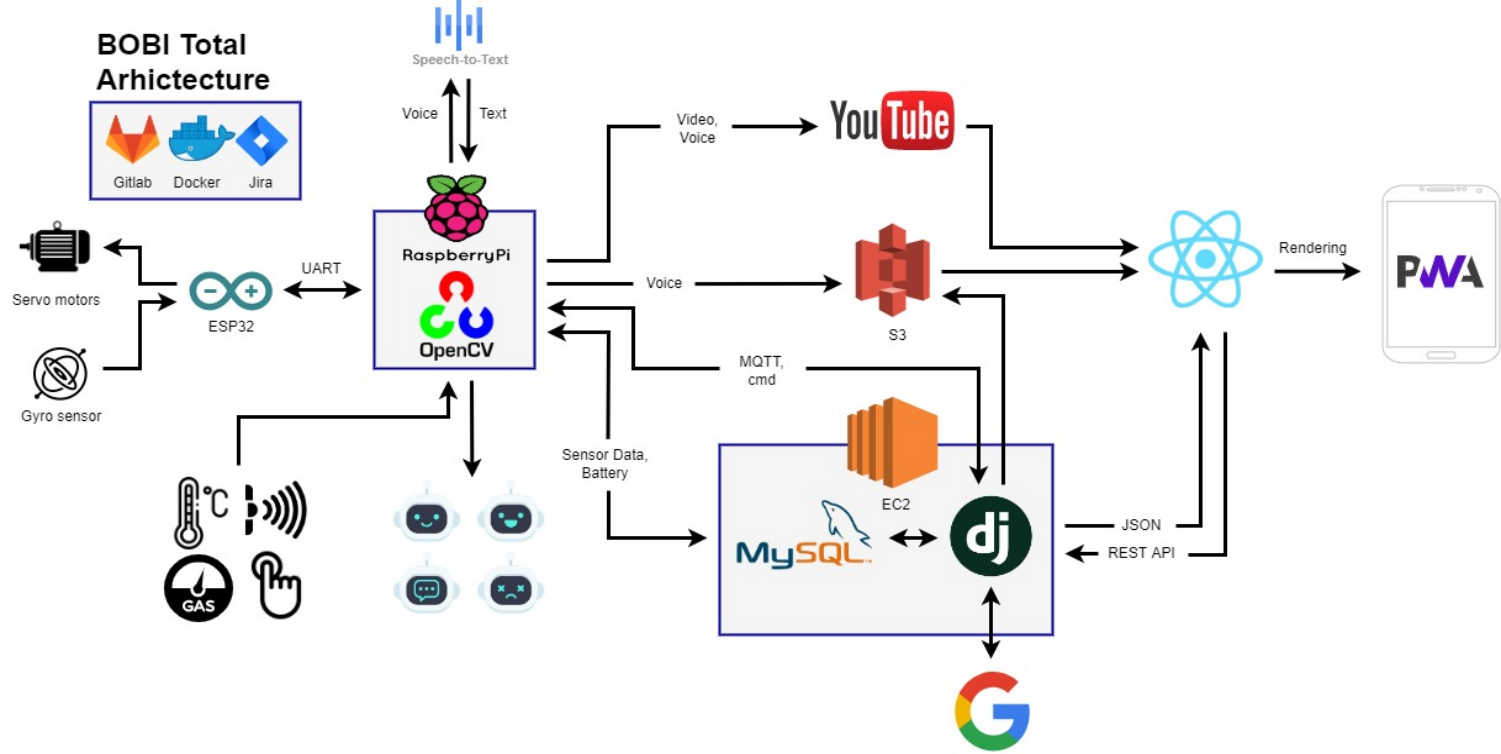 BOBI Total
Arhictecture
Gitlab
Docker
Jira
Speech-to-Text
Voice
Text
RaspberryPi
OpenCV
UART
Servo motors
ESP32
Gyro sensor
°C
GAS
Video,
Voice
YouTube
Voice
S3
MQTT,
cmd
Sensor Data,
Battery
EC2
MySQL™
dj
JSON
REST API
Rendering
PWA
G